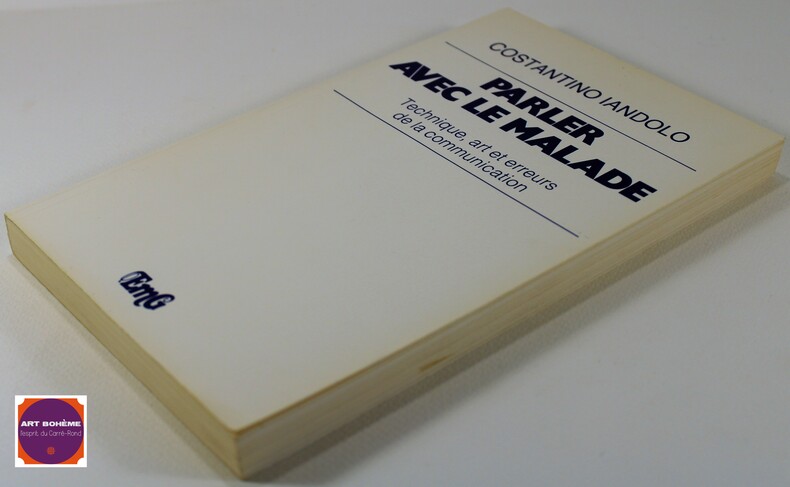 COSTANTINO IANDOLO
PARLER
AVEC LE MALADE
Technique, art et erreurs
de la communication
EmG
ART BOHÈME
l'esprit du Carré-Rond